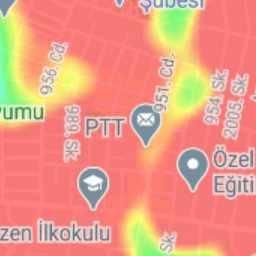 Şubesi
956. Cd.
951. Cd.
954. Sk.
2005. Sk.
yumu
989. Sk.
PTT
Özel
Eğiti
zen İlkokulu
Sk.